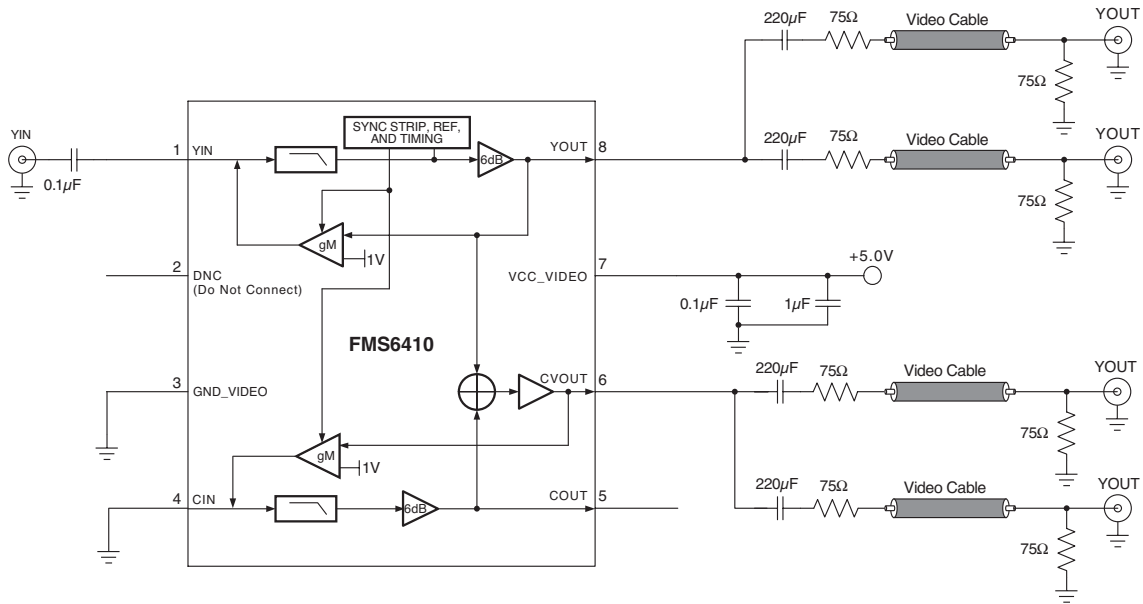 220µF 75Ω Video Cable YOUT
75Ω
YIN
0.1µF
1 YIN
SYNC STRIP, REF,
AND TIMING
6dB
YOUT 8
220µF 75Ω Video Cable YOUT
75Ω
gM
1V
2 DNC
(Do Not Connect)
VCC_VIDEO 7
+5.0V
0.1µF 1µF
FMS6410
3 GND_VIDEO
CVOUT 6
220µF 75Ω Video Cable YOUT
75Ω
gM
1V
4 CIN
6dB
COUT 5
220µF 75Ω Video Cable YOUT
75Ω